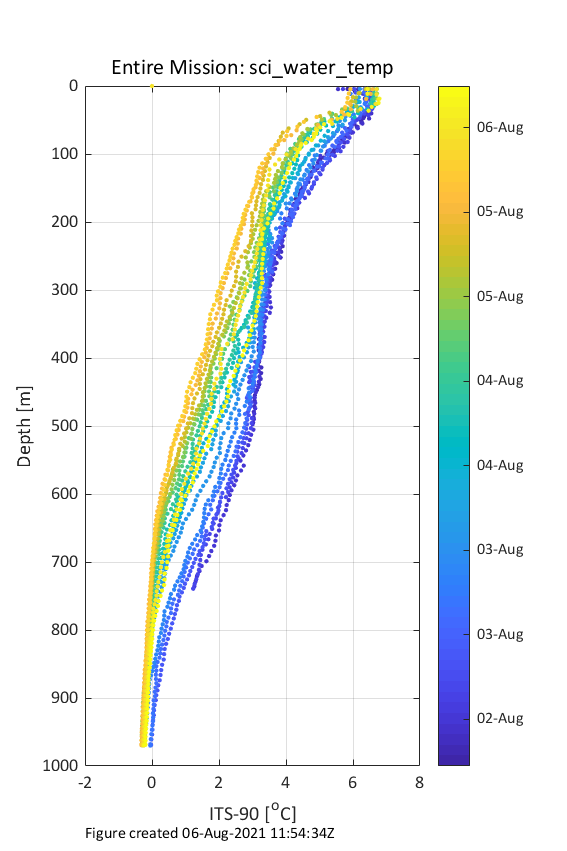 Entire Mission: sci_water_temp
0
100
200
300
400
500
600
700
800
900
1000
Depth [m]
-2 0 2 4 6 8
ITS-90 [°C]
Figure created 06-Aug-2021 11:54:34Z
06-Aug
05-Aug
05-Aug
04-Aug
04-Aug
03-Aug
03-Aug
02-Aug